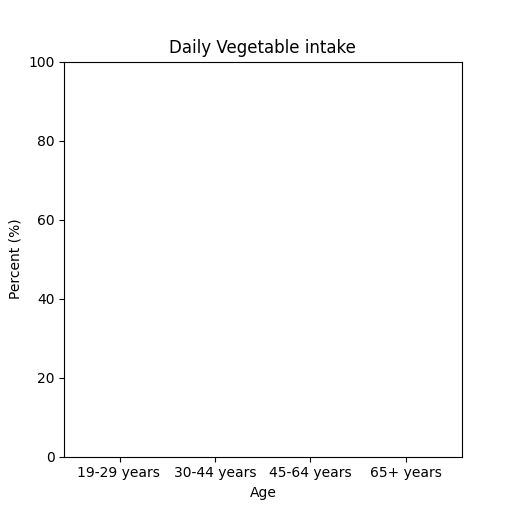 Daily Vegetable intake
100
80
60
40
20
0
Percent (%)
19-29 years 30-44 years 45-64 years 65+ years
Age